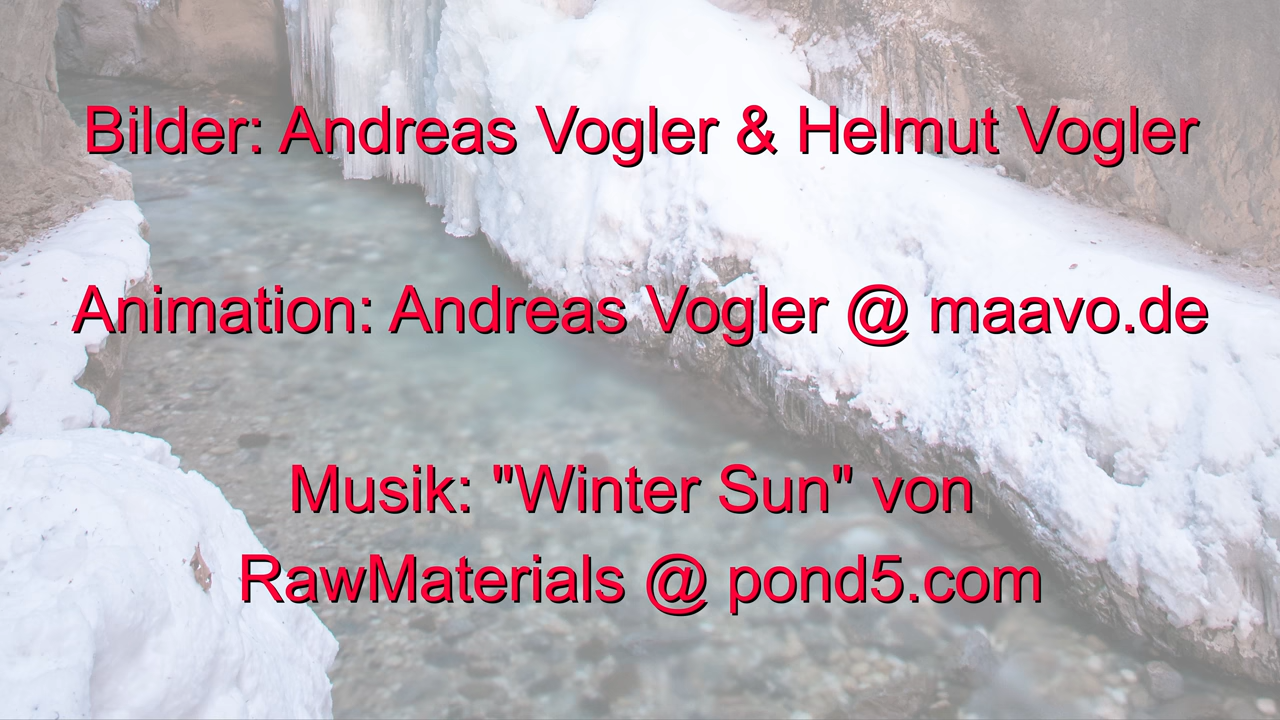 Bilder: Andreas Vogler & Helmut Vogler
Animation: Andreas Vogler @ maavo.de
Musik: "Winter Sun" von
RawMaterials @ pond5.com